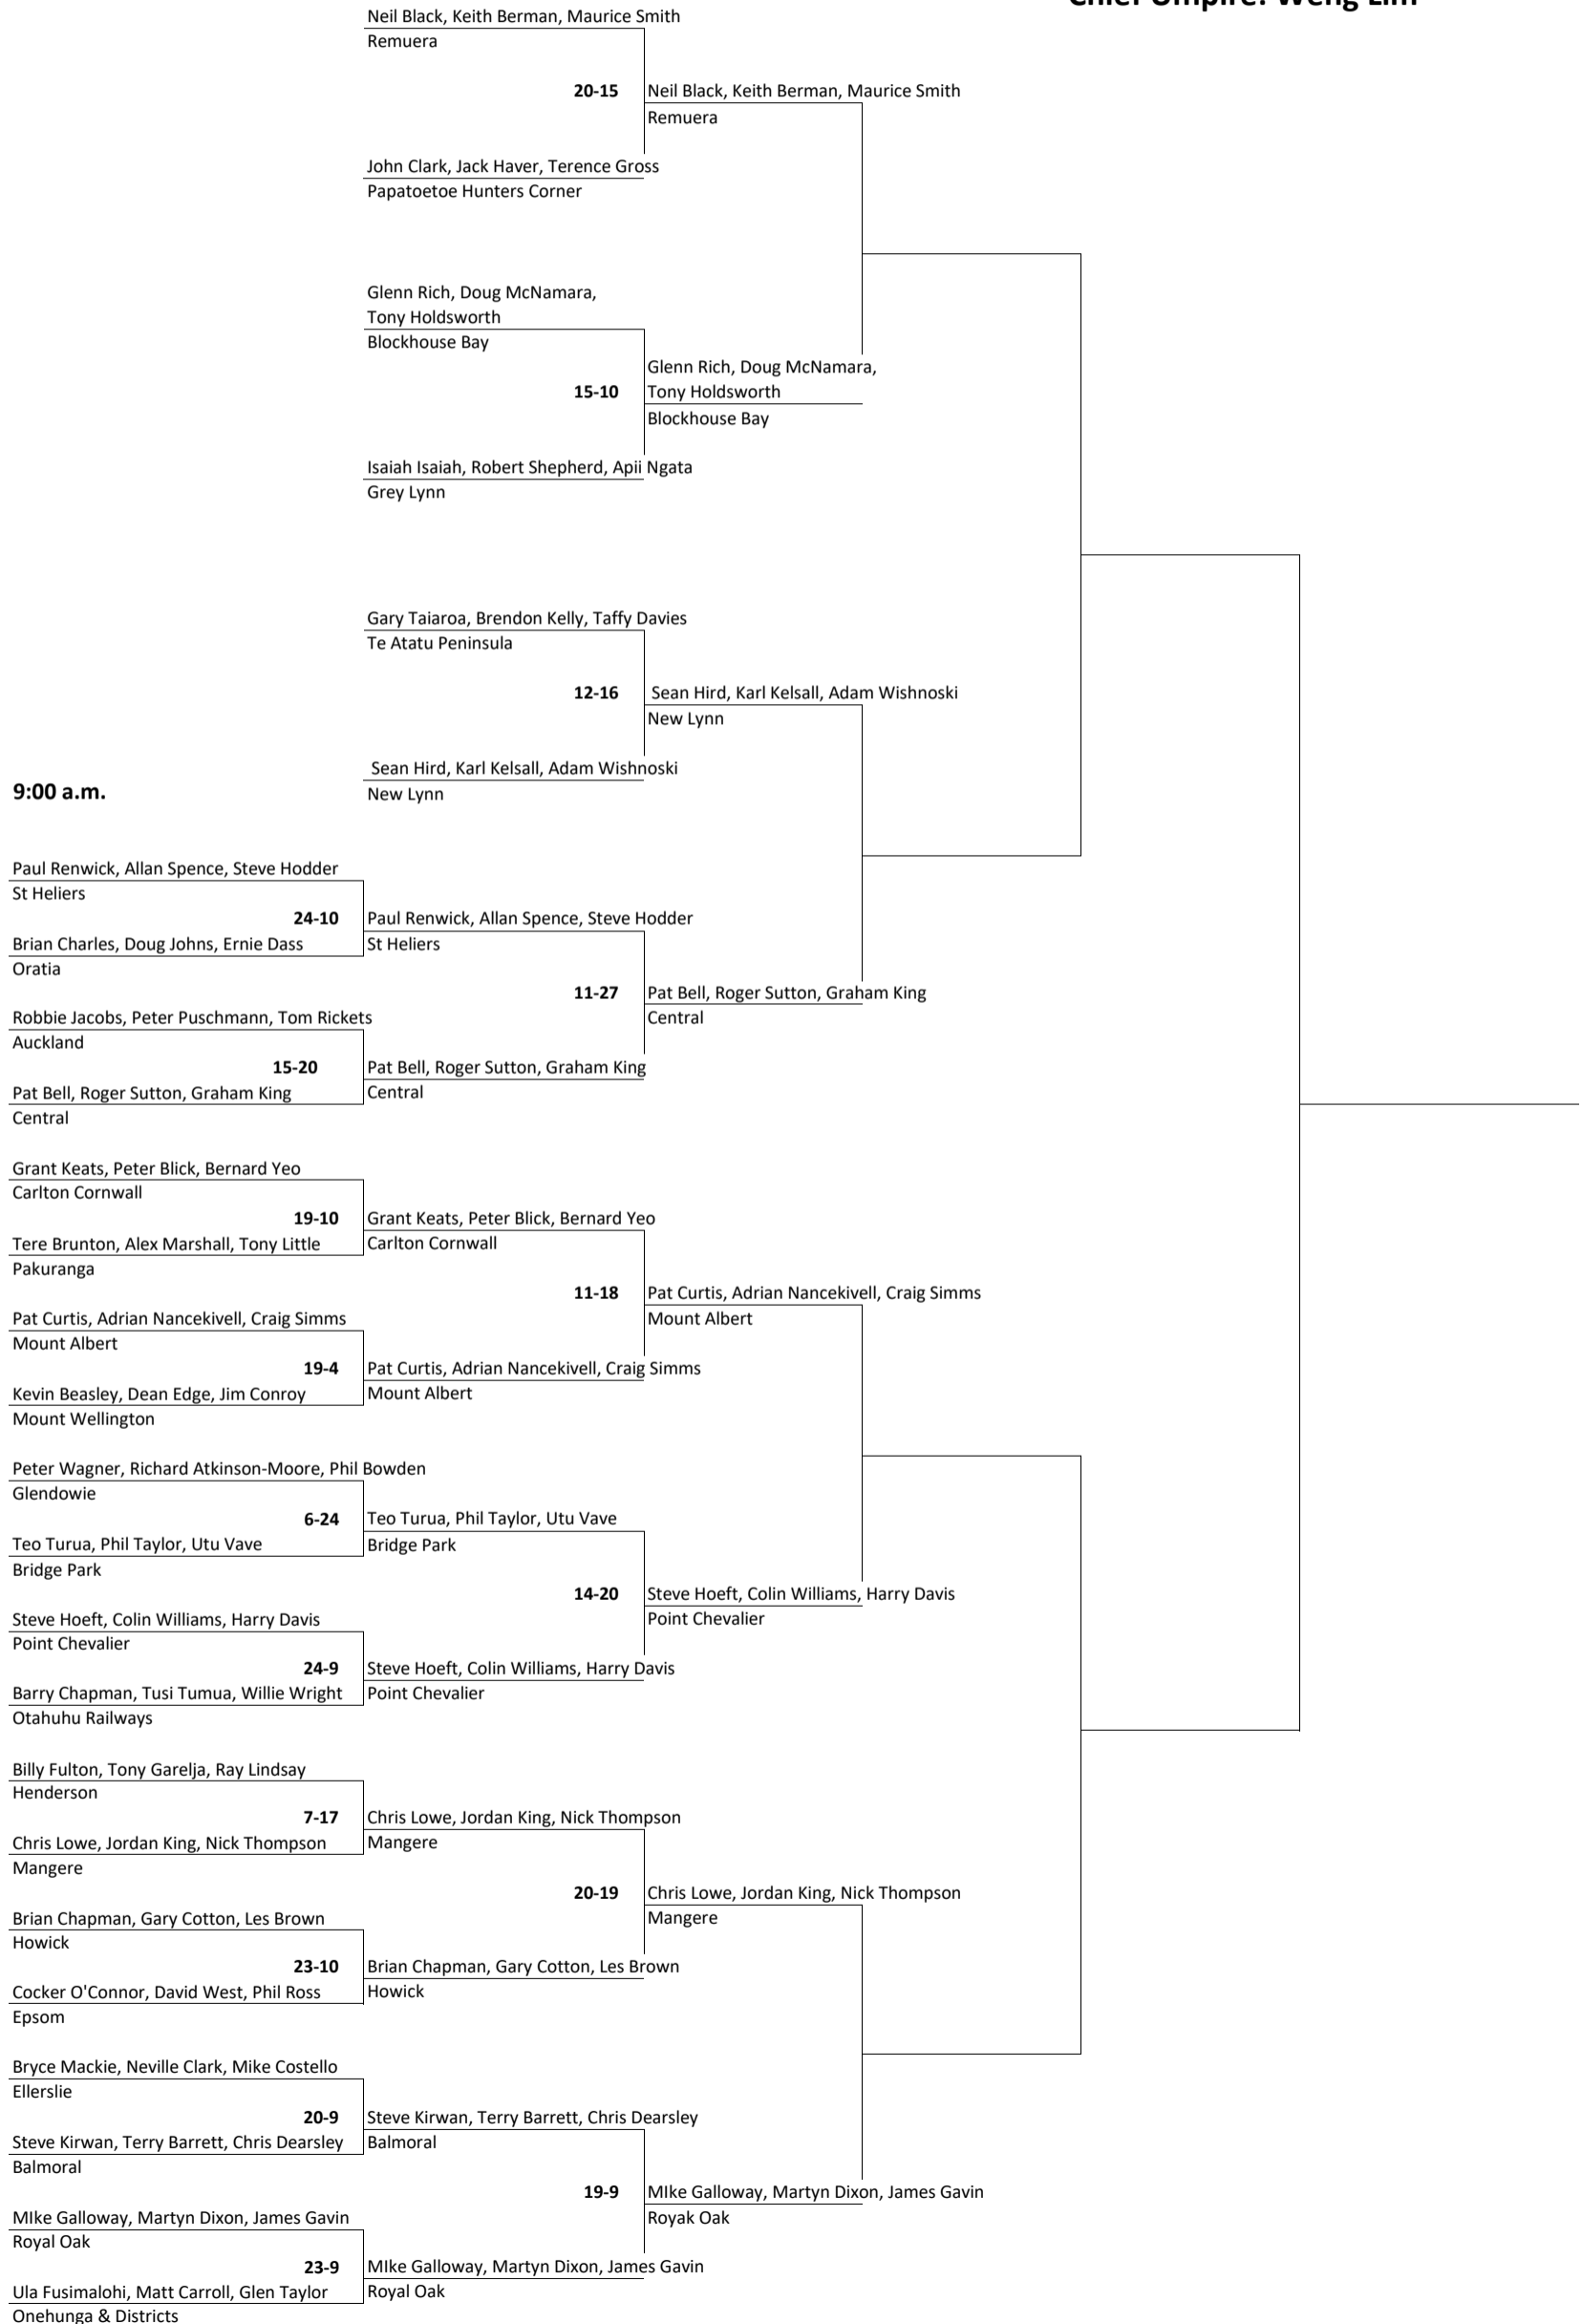 Chief Umpire: Weng Lim
Neil Black, Keith Berman, Maurice Smith
Remuera
20-15
Neil Black, Keith Berman, Maurice Smith
Remuera
John Clark, Jack Haver, Terence Gross
Papatoetoe Hunters Corner
Glenn Rich, Doug McNamara,
Tony Holdsworth
Blockhouse Bay
Glenn Rich, Doug McNamara,
15-10
Tony Holdsworth
Blockhouse Bay
Isaiah Isaiah, Robert Shepherd, Apii Ngata
Grey Lynn
Gary Taiaroa, Brendon Kelly, Taffy Davies
Te Atatu Peninsula
12-16
Sean Hird, Karl Kelsall, Adam Wishnoski
New Lynn
Sean Hird, Karl Kelsall, Adam Wishnoski
New Lynn
9:00 a.m.
Paul Renwick, Allan Spence, Steve Hodder
St Heliers
24-10
Paul Renwick, Allan Spence, Steve Hodder
St Heliers
Brian Charles, Doug Johns, Ernie Dass
Oratia
11-27
Pat Bell, Roger Sutton, Graham King
Central
Robbie Jacobs, Peter Puschmann, Tom Rickets
Auckland
15-20
Pat Bell, Roger Sutton, Graham King
Central
Pat Bell, Roger Sutton, Graham King
Central
Grant Keats, Peter Blick, Bernard Yeo
Carlton Cornwall
19-10
Grant Keats, Peter Blick, Bernard Yeo
Carlton Cornwall
Tere Brunton, Alex Marshall, Tony Little
Pakuranga
11-18
Pat Curtis, Adrian Nancekivell, Craig Simms
Mount Albert
Pat Curtis, Adrian Nancekivell, Craig Simms
Mount Albert
19-4
Pat Curtis, Adrian Nancekivell, Craig Simms
Mount Albert
Kevin Beasley, Dean Edge, Jim Conroy
Mount Wellington
Peter Wagner, Richard Atkinson-Moore, Phil Bowden
Glendowie
6-24
Teo Turua, Phil Taylor, Utu Vave
Bridge Park
Teo Turua, Phil Taylor, Utu Vave
Bridge Park
14-20
Steve Hoeft, Colin Williams, Harry Davis
Point Chevalier
Steve Hoeft, Colin Williams, Harry Davis
Point Chevalier
24-9
Steve Hoeft, Colin Williams, Harry Davis
Point Chevalier
Barry Chapman, Tusi Tumua, Willie Wright
Otahuhu Railways
Billy Fulton, Tony Garelja, Ray Lindsay
Henderson
7-17
Chris Lowe, Jordan King, Nick Thompson
Mangere
Chris Lowe, Jordan King, Nick Thompson
Mangere
20-19
Chris Lowe, Jordan King, Nick Thompson
Mangere
Brian Chapman, Gary Cotton, Les Brown
Howick
23-10
Brian Chapman, Gary Cotton, Les Brown
Howick
Cocker O'Connor, David West, Phil Ross
Epsom
Bryce Mackie, Neville Clark, Mike Costello
Ellerslie
20-9
Steve Kirwan, Terry Barrett, Chris Dearsley
Balmoral
Steve Kirwan, Terry Barrett, Chris Dearsley
Balmoral
19-9
MIke Galloway, Martyn Dixon, James Gavin
Royak Oak
MIke Galloway, Martyn Dixon, James Gavin
Royal Oak
23-9
MIke Galloway, Martyn Dixon, James Gavin
Royal Oak
Ula Fusimalohi, Matt Carroll, Glen Taylor
Onehunga & Districts